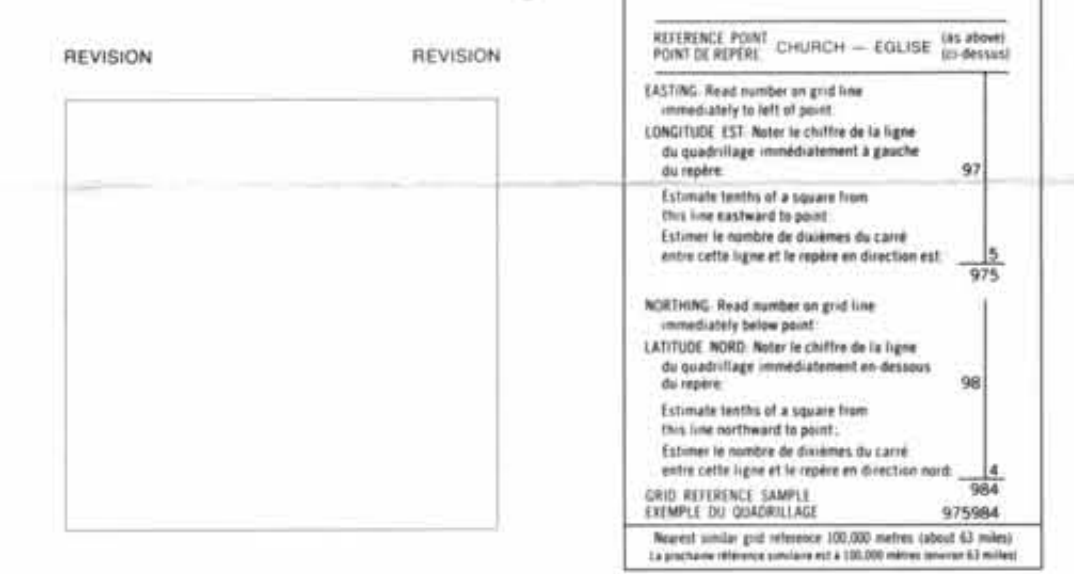 REVISION REVISION
REFERENCE POINT
POINT DE REPÈRE
CHURCH — EGLISE
(as above)
(ci-dessus)
EASTING: Read number on grid line
immediately to left of point:
LONGITUDE EST: Noter le chiffre de la ligne
du quadrillage immédiatement à gauche
du repère: 97
Estimate tenths of a square from
this line eastward to point:
Estimer le nombre de dixièmes du carré
entre cette ligne et le repère en direction est: 5
975
NORTHING: Read number on grid line
immediately below point:
LATITUDE NORD: Noter le chiffre de la ligne
du quadrillage immédiatement en-dessous
du repère: 98
Estimate tenths of a square from
this line northward to point:
Estimer le nombre de dixièmes du carré
entre cette ligne et le repère en direction nord: 4
984
GRID REFERENCE SAMPLE
EXEMPLE DU QUADRILLAGE 975984
Nearest similar grid reference 100,000 metres (about 63 miles)
La prochaine référence similaire est à 100,000 mètres (environ 63 milles)